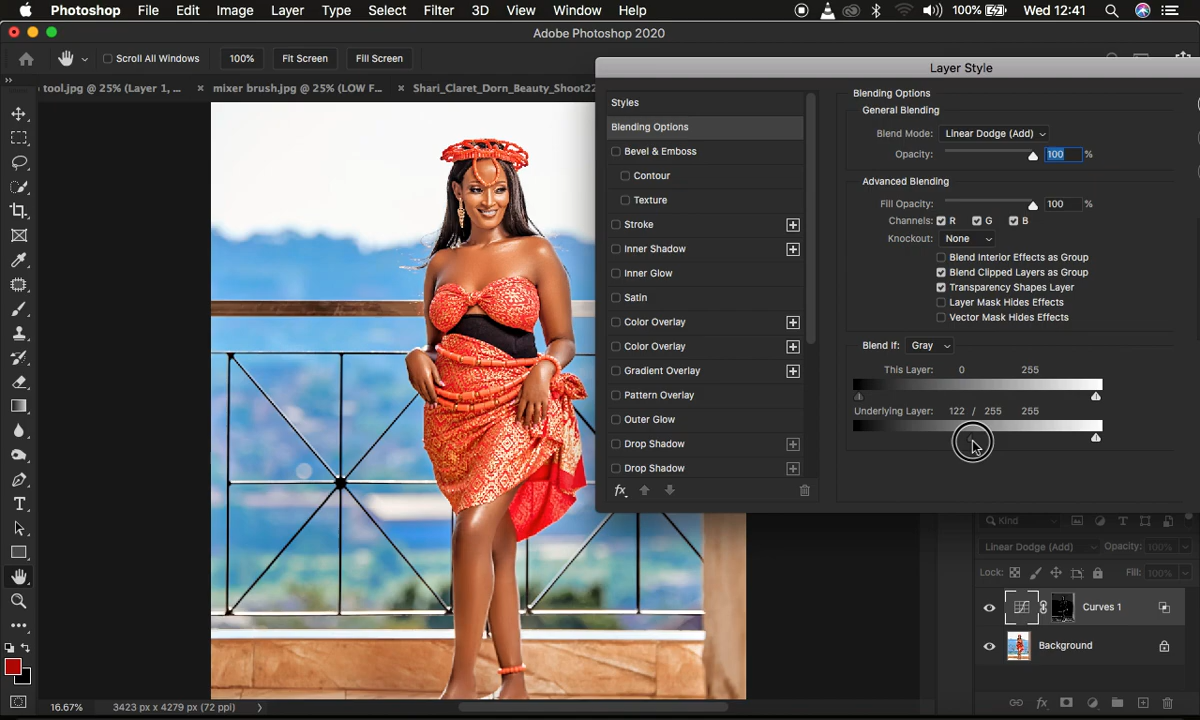 Photoshop File Edit Image Layer Type Select Filter 3D View Window Help 100% Wed 12:41
Adobe Photoshop 2020
Scroll All Windows 100% Fit Screen Fill Screen
tool.jpg @ 25% (Layer 1, ... × mixer brush.jpg @ 25% (LOW F... × Shari_Claret_Dorn_Beauty_Shoot22
Layer Style
Styles
Blending Options
Bevel & Emboss
Contour
Texture
Stroke
Inner Shadow
Inner Glow
Satin
Color Overlay
Color Overlay
Gradient Overlay
Pattern Overlay
Outer Glow
Drop Shadow
Drop Shadow
fx
Blending Options
General Blending
Blend Mode: Linear Dodge (Add)
Opacity: 100 %
Advanced Blending
Fill Opacity: 100 %
Channels: R G B
Knockout: None
Blend Interior Effects as Group
Blend Clipped Layers as Group
Transparency Shapes Layer
Layer Mask Hides Effects
Vector Mask Hides Effects
Blend If: Gray
This Layer: 0 255
Underlying Layer: 122 / 255 255
Kind
Linear Dodge (Add) Opacity: 100%
Lock: Fill: 100%
Curves 1
Background
fx
16.67% 3423 px x 4279 px (72 ppi)